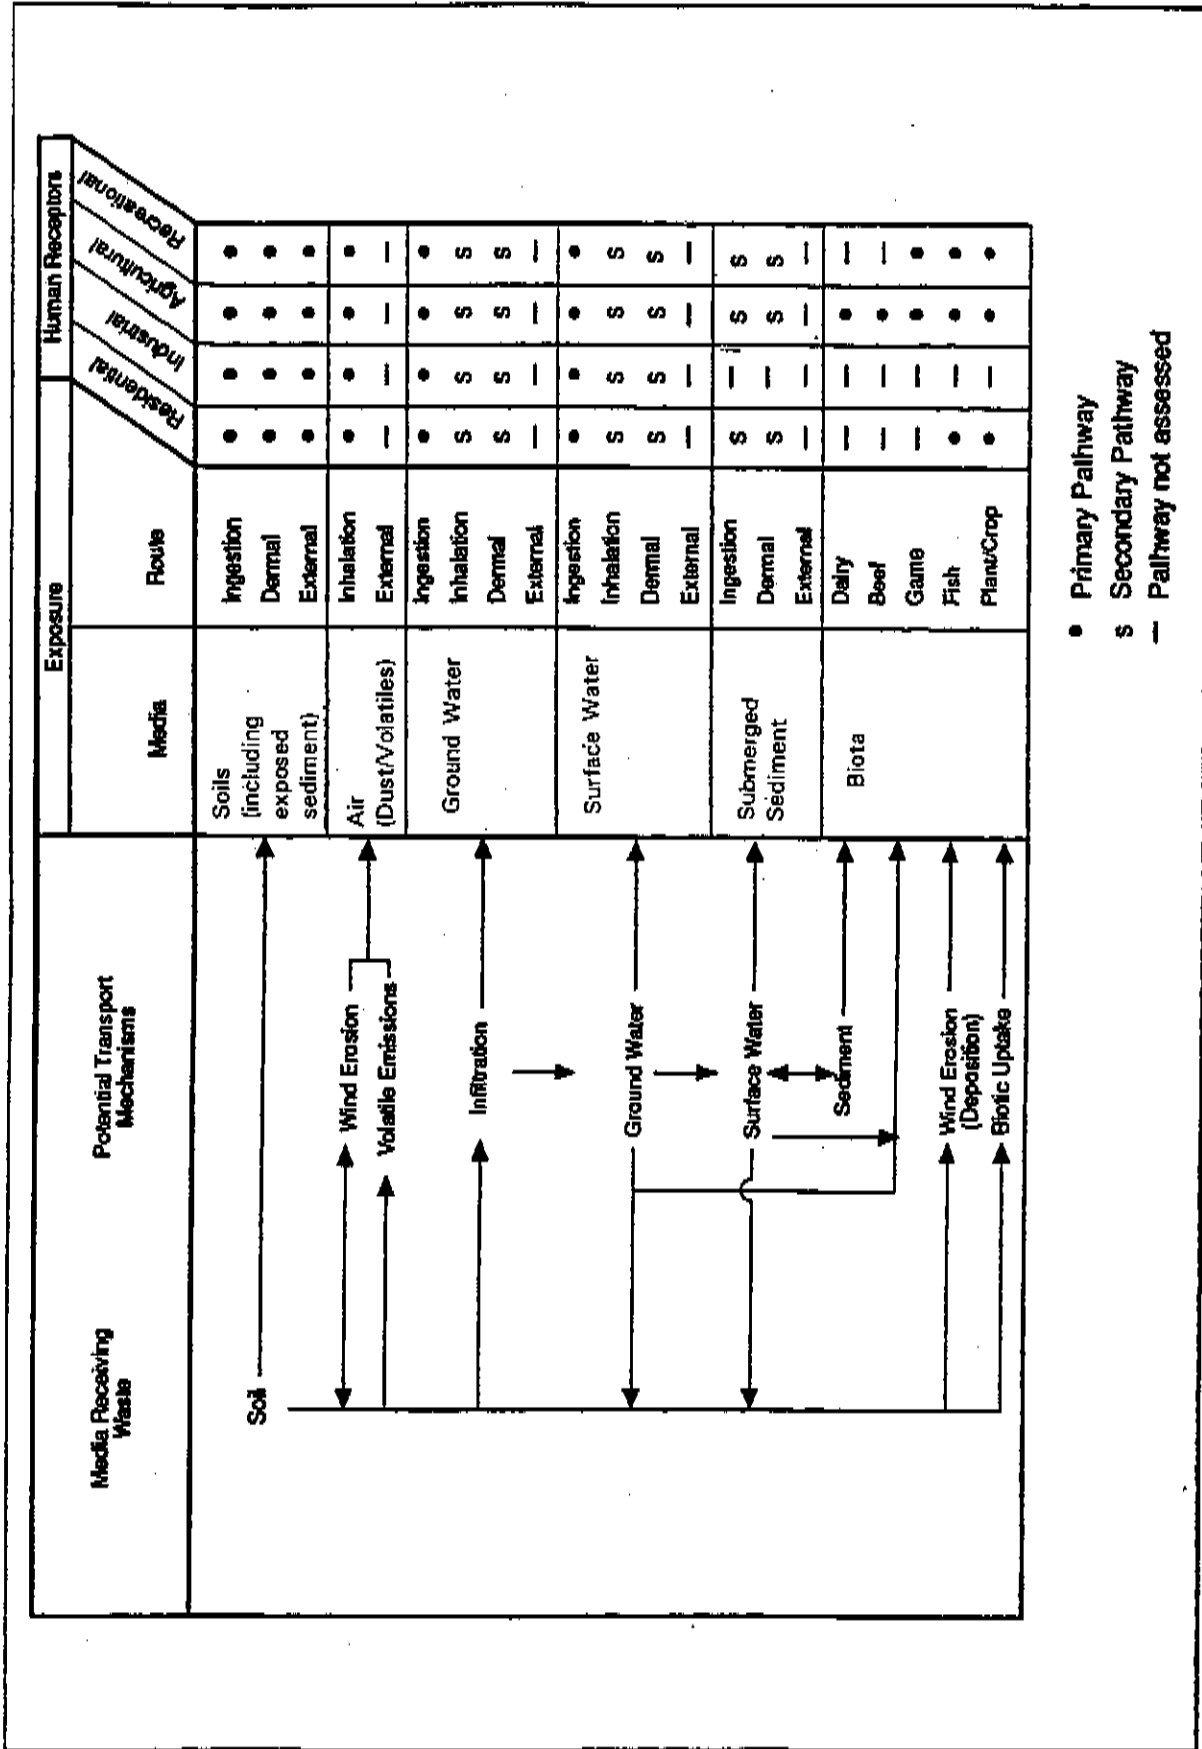 Media Receiving
Waste
Potential Transport
Mechanisms
Exposure
Human Receptors
Media
Route
Residential
Industrial
Agricultural
Recreational
Soil
Wind Erosion
Volatile Emissions
Infiltration
Ground Water
Surface Water
Sediment
Wind Erosion
(Deposition)
Biotic Uptake
Soils
(including
exposed
sediment)
Ingestion • • • •
Dermal • • • •
External • • • •
Air
(Dust/Volatiles)
Inhalation • • • •
External — — — —
Ground Water
Ingestion • • • •
Inhalation s s s s
Dermal s s s s
External — — — —
Surface Water
Ingestion • • • •
Inhalation s s s s
Dermal s s s s
External — — — —
Submerged
Sediment
Ingestion s — s s
Dermal s — s s
External — — — —
Biota
Dairy — — • —
Beef — — • —
Game — — • •
Fish • — • •
Plant/Crop • — • •
• Primary Pathway
s Secondary Pathway
— Pathway not assessed